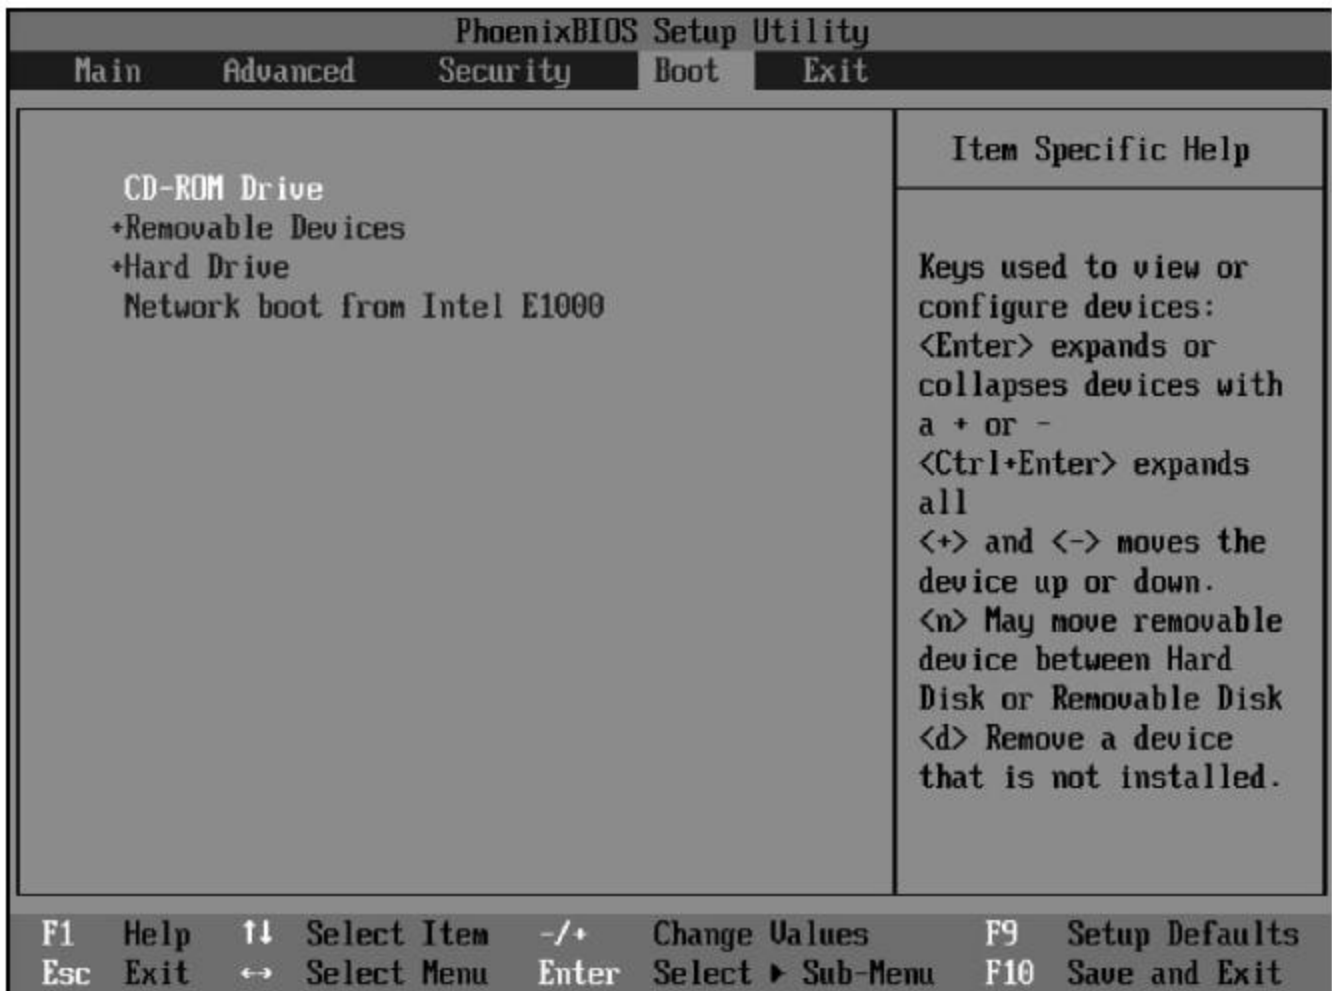 PhoenixBIOS Setup Utility
Main Advanced Security Boot Exit
CD-ROM Drive
+Removable Devices
+Hard Drive
Network boot from Intel E1000
Item Specific Help
Keys used to view or
configure devices:
<Enter> expands or
collapses devices with
a + or -
<Ctrl+Enter> expands
all
<+> and <-> moves the
device up or down.
<n> May move removable
device between Hard
Disk or Removable Disk
<d> Remove a device
that is not installed.
F1 Help ↑↓ Select Item -/+ Change Values F9 Setup Defaults
Esc Exit ↔ Select Menu Enter Select ▶ Sub-Menu F10 Save and Exit